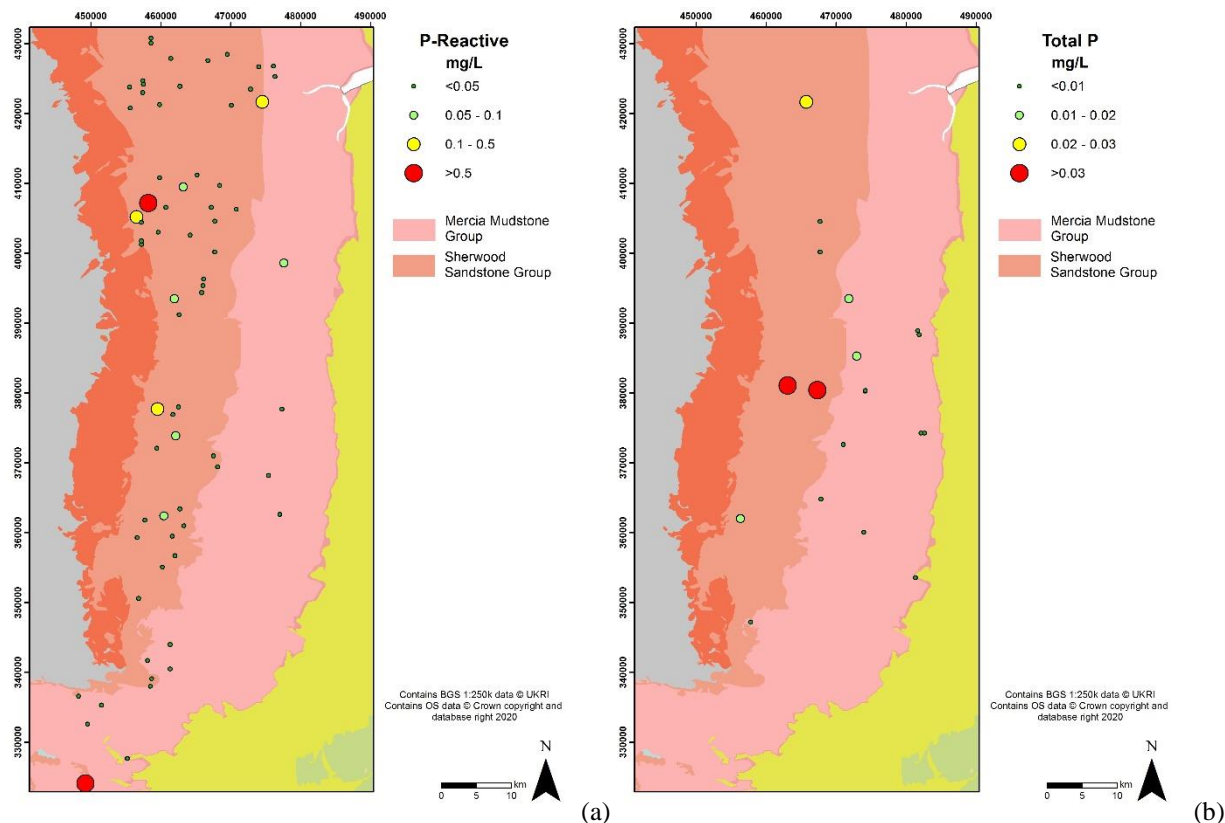 450000 460000 470000 480000 490000
430000
420000
410000
400000
390000
380000
370000
360000
350000
340000
330000
P-Reactive
mg/L
<0.05
0.05 - 0.1
0.1 - 0.5
>0.5
Mercia Mudstone
Group
Sherwood
Sandstone Group
Contains BGS 1:250k data © UKRI
Contains OS data © Crown copyright and
database right 2020
N
km
0 5 10
(a)
450000 460000 470000 480000 490000
430000
420000
410000
400000
390000
380000
370000
360000
350000
340000
330000
Total P
mg/L
<0.01
0.01 - 0.02
0.02 - 0.03
>0.03
Mercia Mudstone
Group
Sherwood
Sandstone Group
Contains BGS 1:250k data © UKRI
Contains OS data © Crown copyright and
database right 2020
N
km
0 5 10
(b)